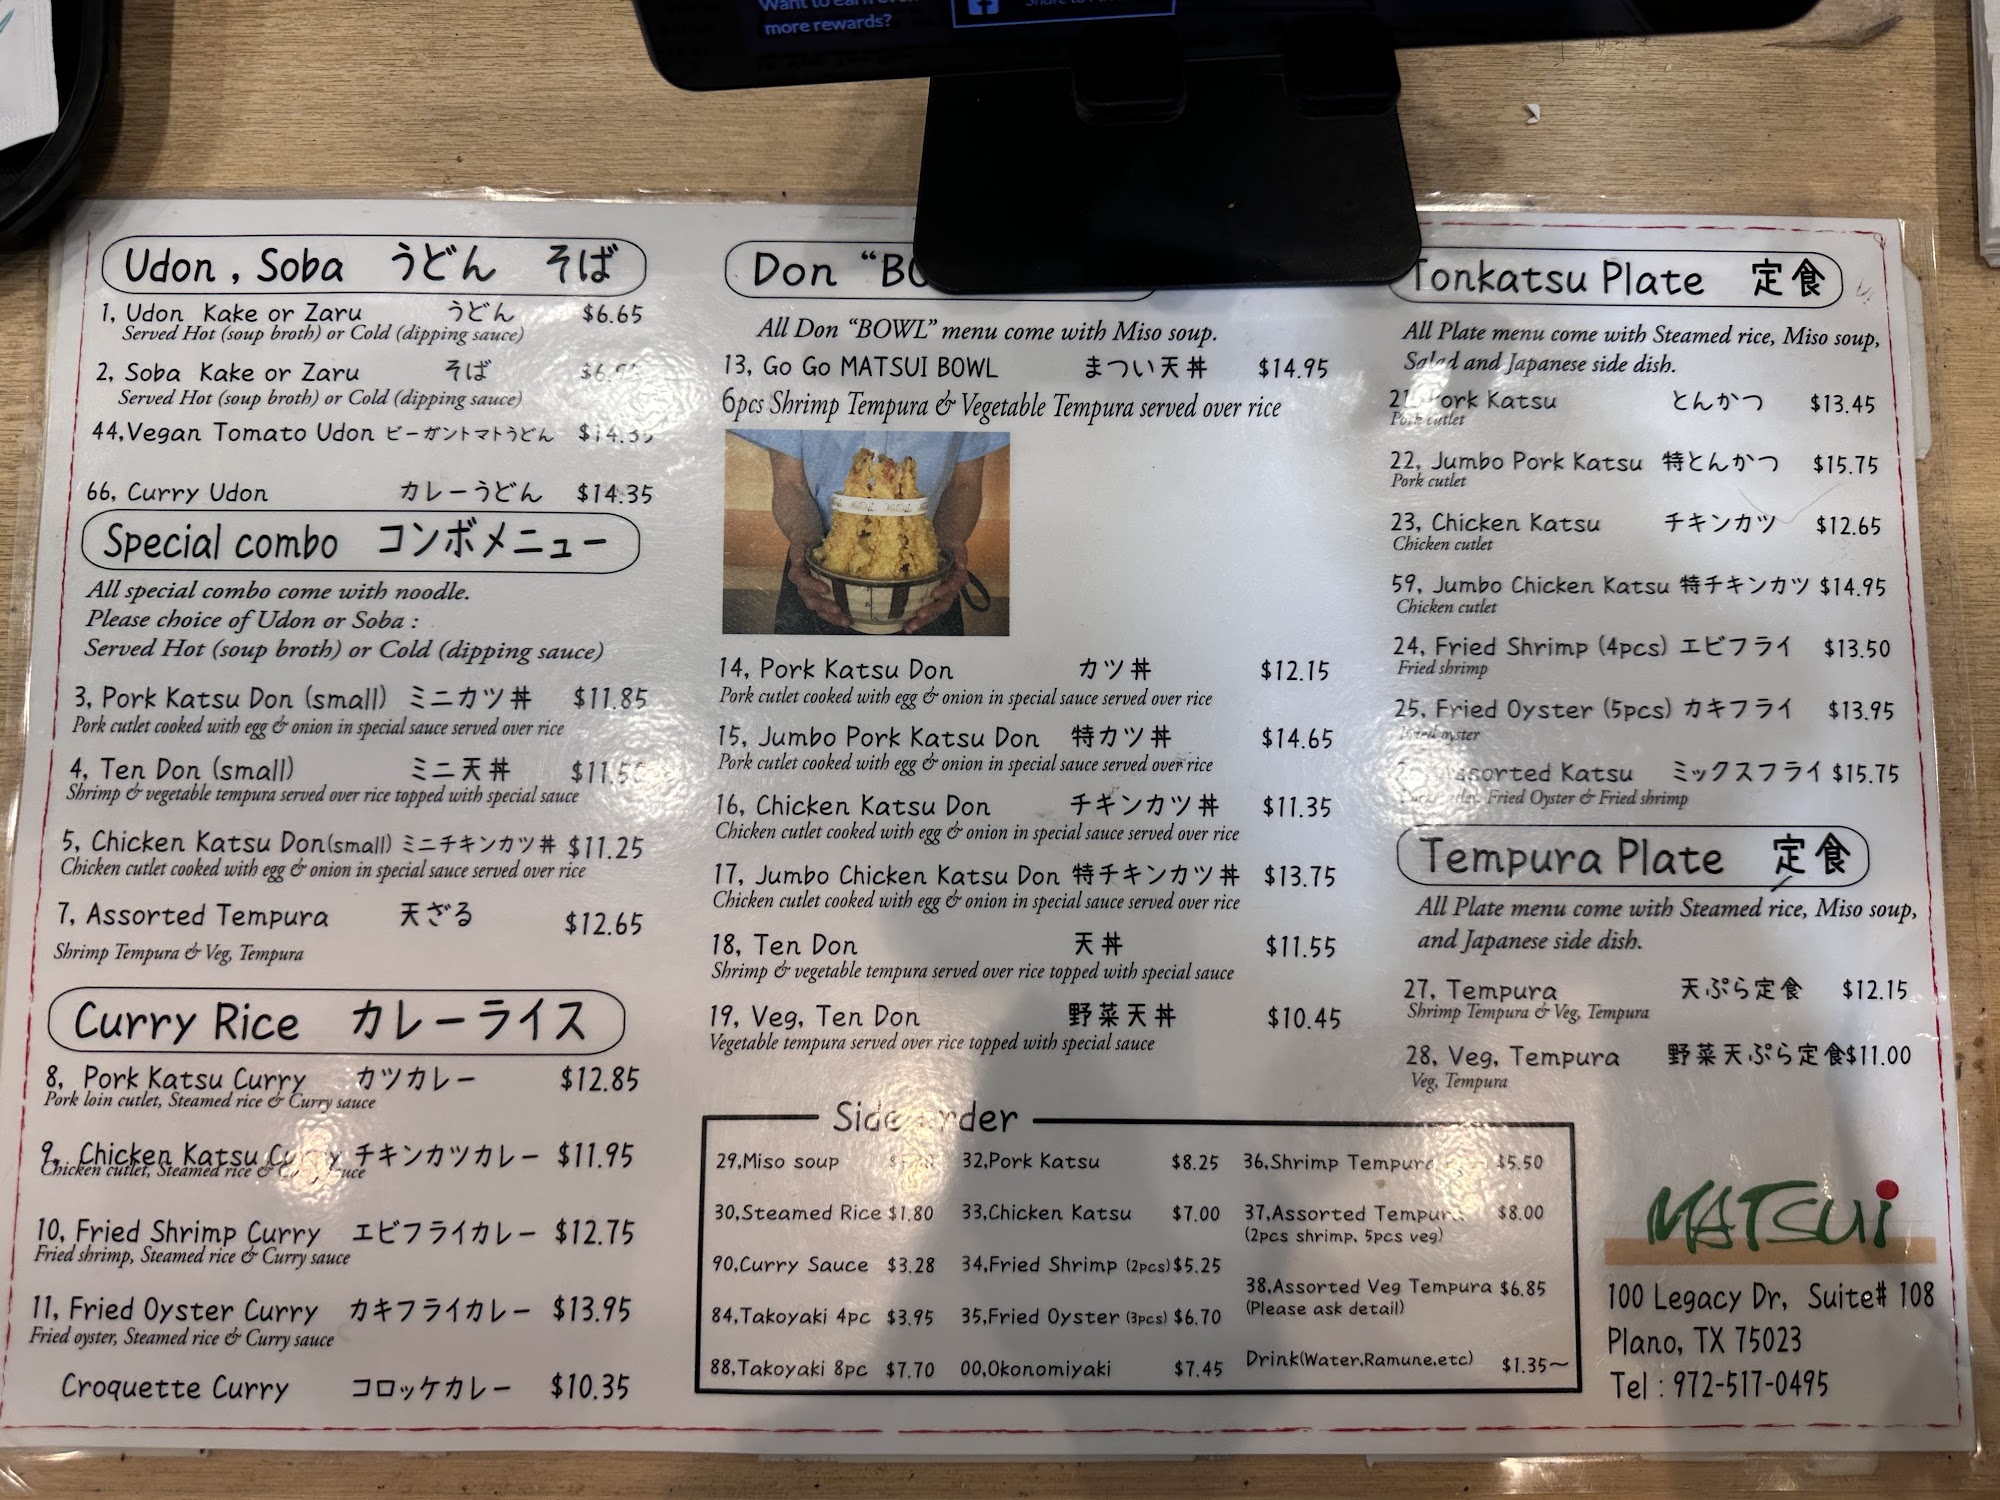 Want to earn even
more rewards?
Udon , Soba うどん そば
1, Udon Kake or Zaru うどん $6.65
Served Hot (soup broth) or Cold (dipping sauce)
2, Soba Kake or Zaru そば
Served Hot (soup broth) or Cold (dipping sauce)
44,Vegan Tomato Udon ビーガントマトうどん $14.35
66, Curry Udon カレーうどん $14.35
Special combo コンボメニュー
All special combo come with noodle.
Please choice of Udon or Soba :
Served Hot (soup broth) or Cold (dipping sauce)
3, Pork Katsu Don (small) ミニカツ丼 $11.85
Pork cutlet cooked with egg & onion in special sauce served over rice
4, Ten Don (small) ミニ天丼
Shrimp & vegetable tempura served over rice topped with special sauce
5, Chicken Katsu Don(small) ミニチキンカツ丼 $11.25
Chicken cutlet cooked with egg & onion in special sauce served over rice
7, Assorted Tempura 天ざる $12.65
Shrimp Tempura & Veg, Tempura
Curry Rice カレーライス
8, Pork Katsu Curry カツカレー $12.85
Pork loin cutlet, Steamed rice & Curry sauce
9, Chicken Katsu Curry チキンカツカレー $11.95
Chicken cutlet, Steamed rice & Curry sauce
10, Fried Shrimp Curry エビフライカレー $12.75
Fried shrimp, Steamed rice & Curry sauce
11, Fried Oyster Curry カキフライカレー $13.95
Fried oyster, Steamed rice & Curry sauce
Croquette Curry コロッケカレー $10.35
Don
All Don “BOWL” menu come with Miso soup.
13, Go Go MATSUI BOWL まつい天丼 $14.95
6pcs Shrimp Tempura & Vegetable Tempura served over rice
14, Pork Katsu Don カツ丼 $12.15
Pork cutlet cooked with egg & onion in special sauce served over rice
15, Jumbo Pork Katsu Don 特カツ丼 $14.65
Pork cutlet cooked with egg & onion in special sauce served over rice
16, Chicken Katsu Don チギンカツ丼 $11.35
Chicken cutlet cooked with egg & onion in special sauce served over rice
17, Jumbo Chicken Katsu Don 特チキンカツ丼 $13.75
Chicken cutlet cooked with egg & onion in special sauce served over rice
18, Ten Don 天丼 $11.55
Shrimp & vegetable tempura served over rice topped with special sauce
19, Veg, Ten Don 野菜天丼 $10.45
Vegetable tempura served over rice topped with special sauce
Side order
29,Miso soup
30,Steamed Rice $1.80
90,Curry Sauce $3.28
84,Takoyaki 4pc $3.95
88,Takoyaki 8pc $7.70
32,Pork Katsu $8.25
33,Chicken Katsu $7.00
34,Fried Shrimp (2pcs)$5.25
35,Fried Oyster (3pcs) $6.70
00,Okonomiyaki $7.45
36,Shrimp Tempura $5.50
37,Assorted Tempura $8.00
(2pcs shrimp, 5pcs veg)
38,Assorted Veg Tempura $6.85
(Please ask detail)
Drink(Water,Ramune,etc) $1.35～
Tonkatsu Plate 定食
All Plate menu come with Steamed rice, Miso soup,
Salad and Japanese side dish.
21, Pork Katsu とんかつ $13.45
Pork cutlet
22, Jumbo Pork Katsu 特とんかつ $15.75
Pork cutlet
23, Chicken Katsu チキンカツ $12.65
Chicken cutlet
59, Jumbo Chicken Katsu 特チキンカツ $14.95
Chicken cutlet
24, Fried Shrimp (4pcs) エビフライ $13.50
Fried shrimp
25, Fried Oyster (5pcs) カキフライ $13.95
Fried oyster
Assorted Katsu ミックスフライ $15.75
Fried Oyster & Fried shrimp
Tempura Plate 定食
All Plate menu come with Steamed rice, Miso soup,
and Japanese side dish.
27, Tempura 天ぷら定食 $12.15
Shrimp Tempura & Veg, Tempura
28, Veg, Tempura 野菜天ぷら定食$11.00
Veg, Tempura
MATSUi
100 Legacy Dr, Suite# 108
Plano, TX 75023
Tel : 972-517-0495